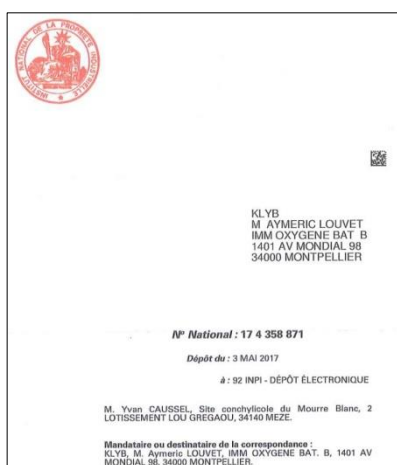 INSTITUT NATIONAL DE LA PROPRIÉTÉ INDUSTRIELLE
KLYB
M AYMERIC LOUVET
IMM OXYGENE BAT B
1401 AV MONDIAL 98
34000 MONTPELLIER
N° National : 17 4 358 871
Dépôt du : 3 MAI 2017
à : 92 INPI - DÉPÔT ÉLECTRONIQUE
M. Yvan CAUSSEL, Site conchylicole du Mourre Blanc, 2
LOTISSEMENT LOU GREGAOU, 34140 MEZE.
Mandataire ou destinataire de la correspondance :
KLYB, M. Aymeric LOUVET, IMM OXYGENE BAT. B, 1401 AV
MONDIAL 98, 34000 MONTPELLIER.